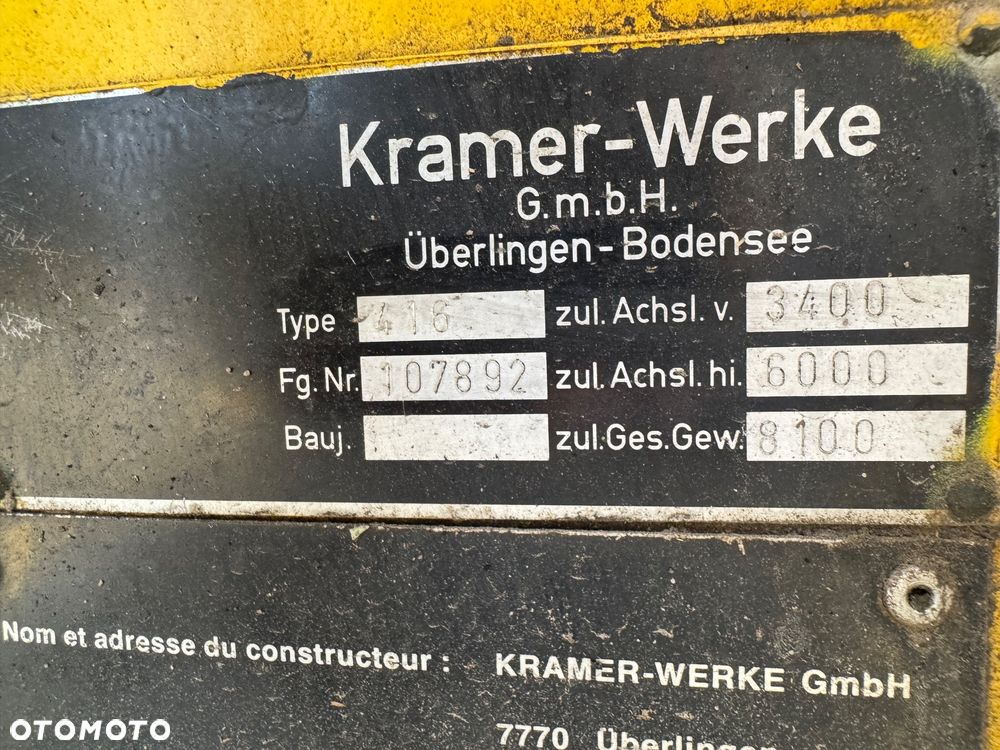 Kramer-Werke
G.m.b.H.
Überlingen-Bodensee
Type 416 zul. Achsl. v. 3400
Fg. Nr. 107892 zul. Achsl. hi. 6000
Bauj. zul. Ges. Gew. 8100
Nom et adresse du constructeur : KRAMER-WERKE GmbH
7770 Überlingen
OTOMOTO